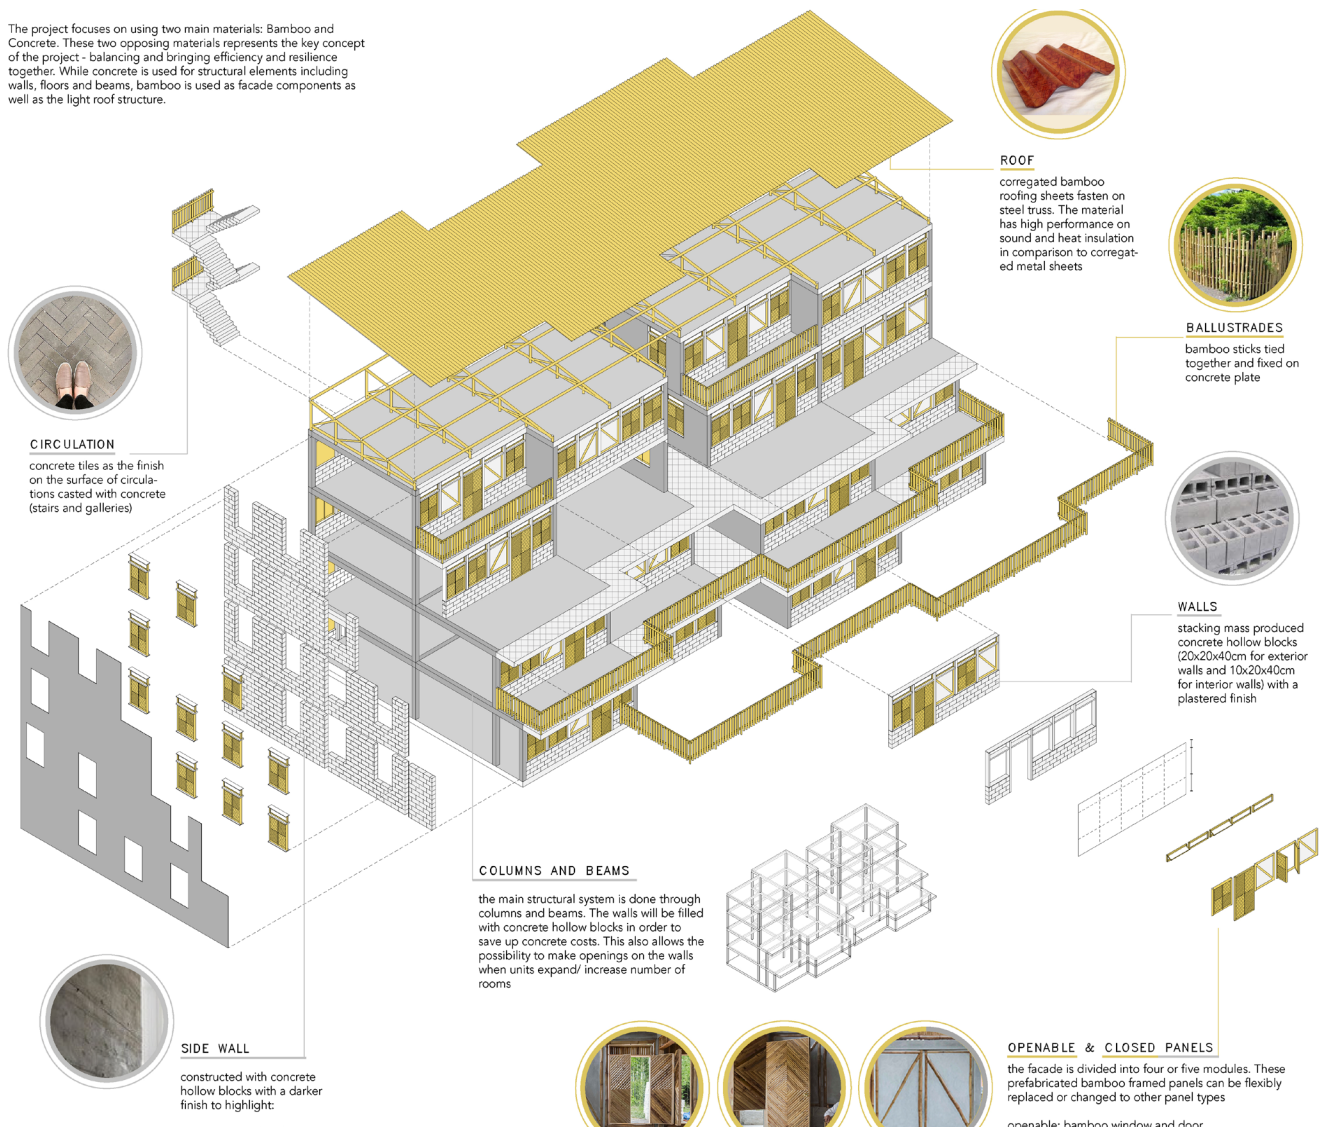 The project focuses on using two main materials: Bamboo and
Concrete. These two opposing materials represents the key concept
of the project - balancing and bringing efficiency and resilience
together. While concrete is used for structural elements including
walls, floors and beams, bamboo is used as facade components as
well as the light roof structure.
ROOF
corregated bamboo
roofing sheets fasten on
steel truss. The material
has high performance on
sound and heat insulation
in comparison to corregat-
ed metal sheets
BALLUSTRADES
bamboo sticks tied
together and fixed on
concrete plate
CIRCULATION
concrete tiles as the finish
on the surface of circula-
tions casted with concrete
(stairs and galleries)
WALLS
stacking mass produced
concrete hollow blocks
(20x20x40cm for exterior
walls and 10x20x40cm
for interior walls) with a
plastered finish
COLUMNS AND BEAMS
the main structural system is done through
columns and beams. The walls will be filled
with concrete hollow blocks in order to
save up concrete costs. This also allows the
possibility to make openings on the walls
when units expand/ increase number of
rooms
SIDE WALL
constructed with concrete
hollow blocks with a darker
finish to highlight:
OPENABLE & CLOSED PANELS
the facade is divided into four or five modules. These
prefabricated bamboo framed panels can be flexibly
replaced or changed to other panel types
openable: bamboo window and door